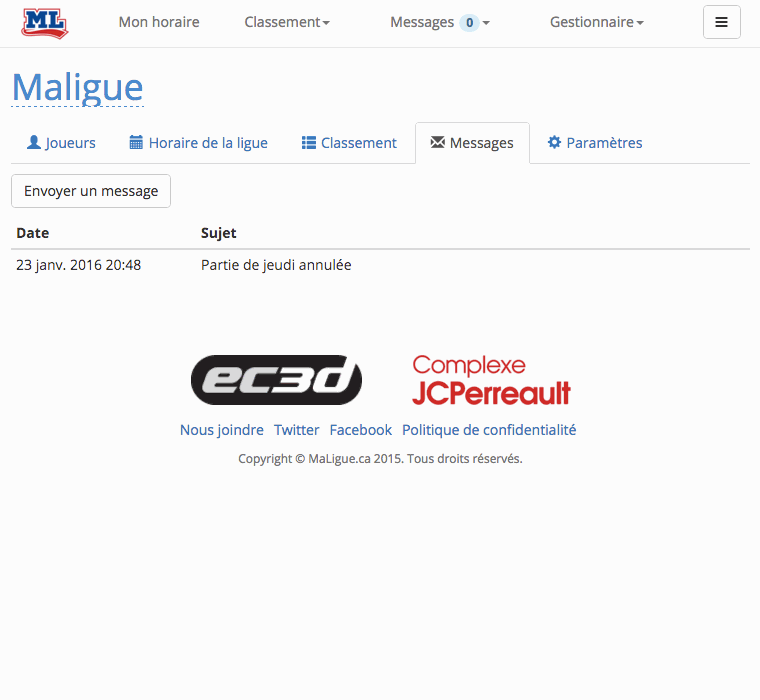 ML Mon horaire Classement Messages 0 Gestionnaire
Maligue
Joueurs Horaire de la ligue Classement Messages Paramètres
Envoyer un message
Date Sujet
23 janv. 2016 20:48 Partie de jeudi annulée
ec3d Complexe
JCPerreault
Nous joindre Twitter Facebook Politique de confidentialité
Copyright © MaLigue.ca 2015. Tous droits réservés.